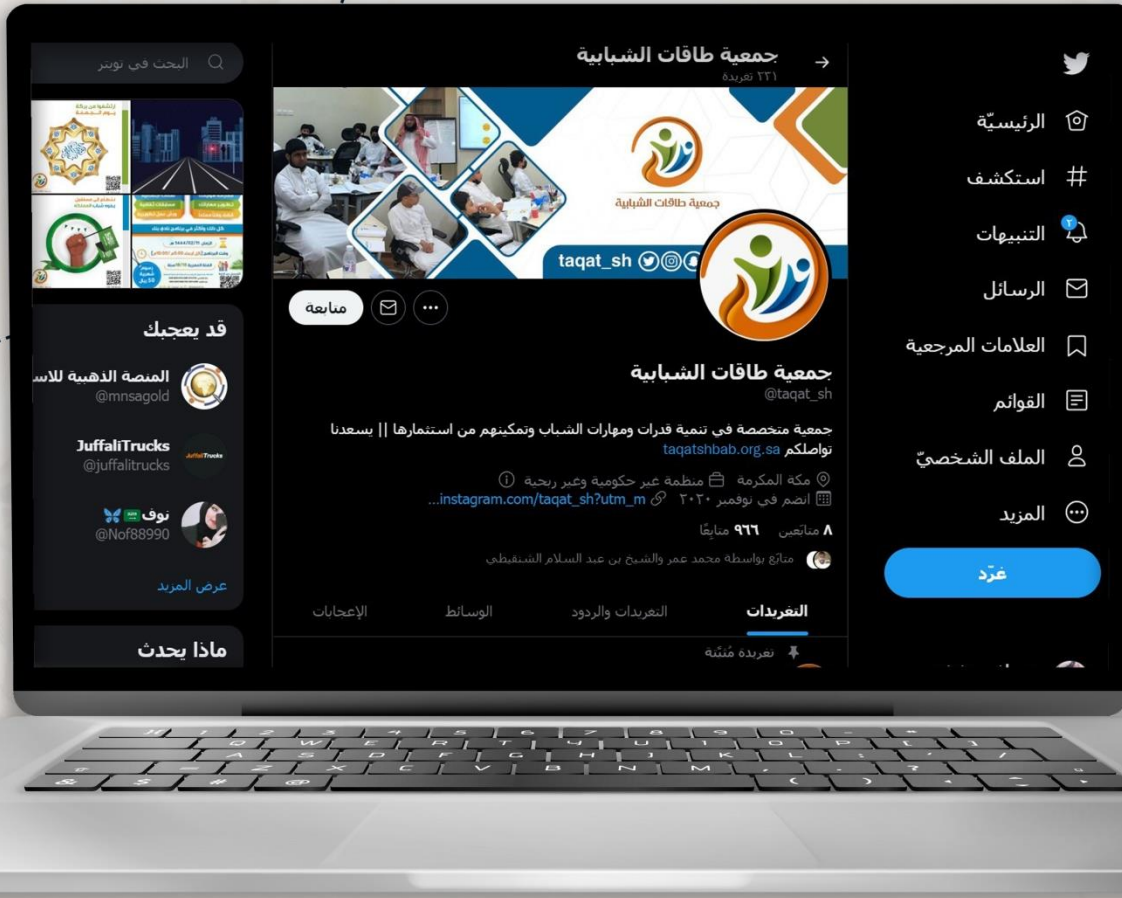 الرئيسيّة
استكشف
٢
التنبيهات
الرسائل
العلامات المرجعية
القوائم
الملف الشخصيّ
المزيد
غرّد
جمعية طاقات الشبابية
٢٢١ تغريدة
جمعية طاقات الشبابية
taqat_sh
متابعة
جمعية طاقات الشبابية
@taqat_sh
جمعية متخصصة في تنمية قدرات ومهارات الشباب وتمكينهم من استثمارها || يسعدنا
تواصلكم taqatshbab.org.sa
مكة المكرمة منظمة غير حكومية وغير ربحية
انضم في نوفمبر ٢٠٢٠ instagram.com/taqat_sh?utm_m...
٨ متابَعين ٩٦٦ متابِعًا
متابَع بواسطة محمد عمر والشيخ بن عبد السلام الشنقيطي
التغريدات التغريدات والردود الوسائط الإعجابات
تغريدة مُثبّتة
البحث في تويتر
قد يعجبك
المنصة الذهبية للاس
@mnsagold
JuffaliTrucks
@juffalitrucks
نوف
@Nof88990
عرض المزيد
ماذا يحدث